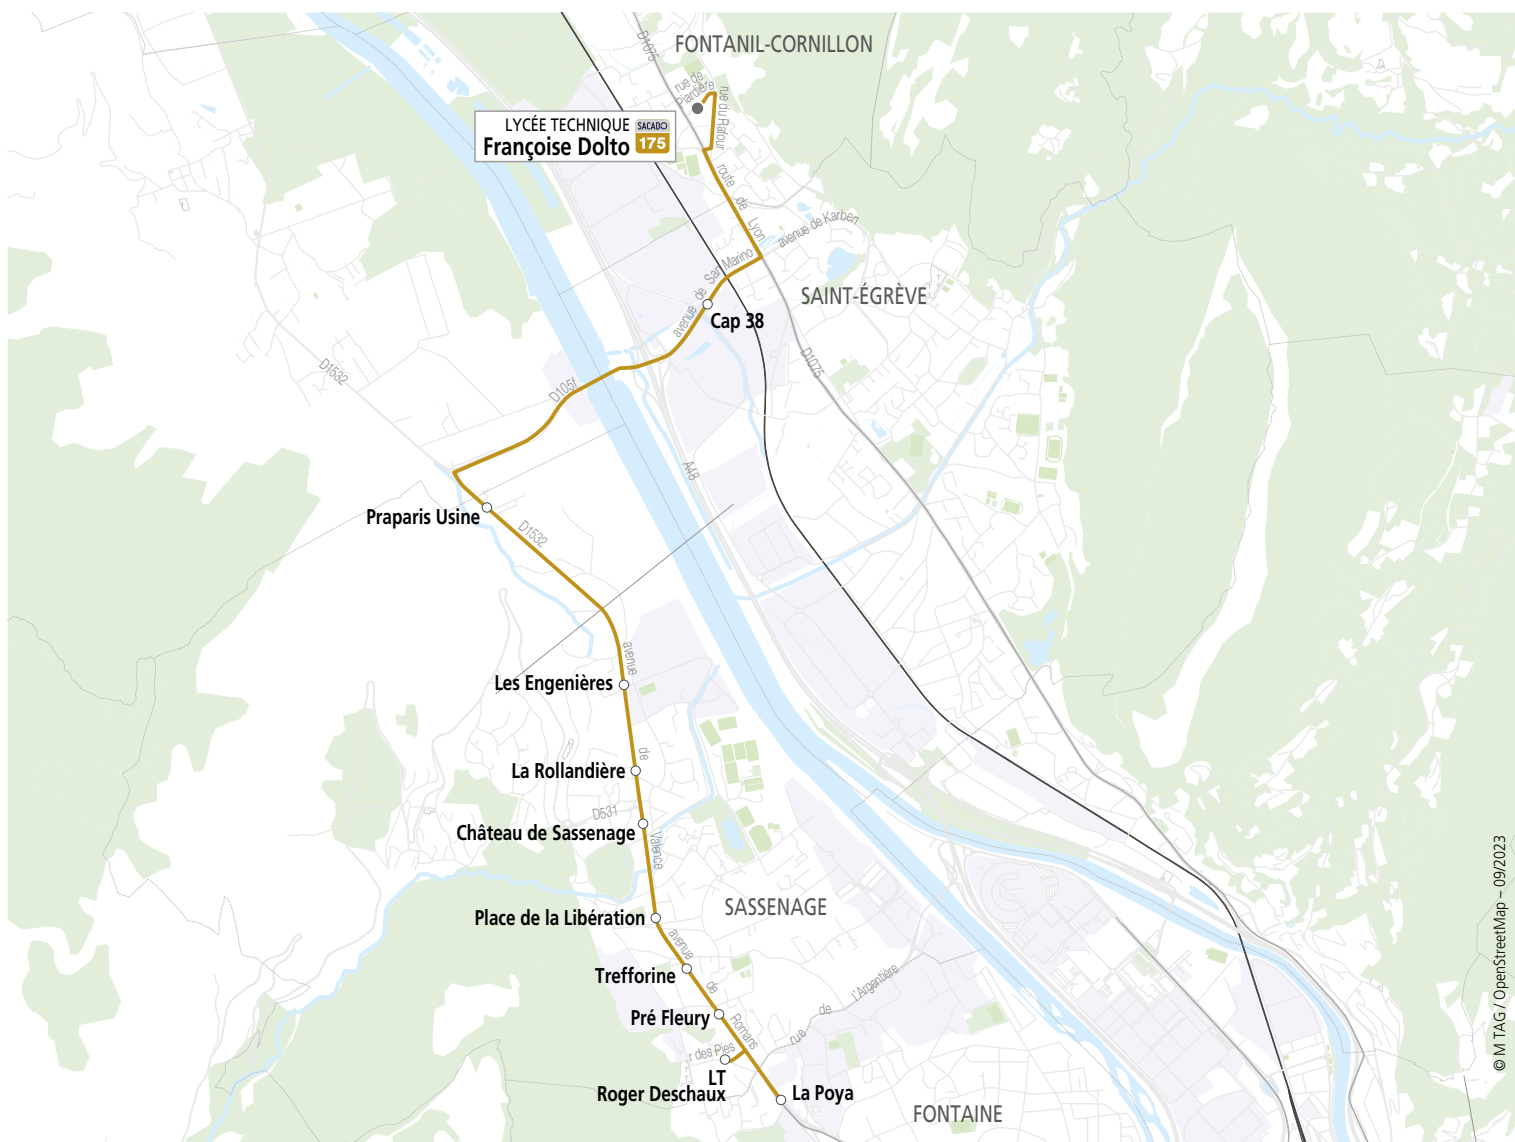 FONTANIL-CORNILLON
D1075
rue de
Piardière
rue du Rafour
LYCÉE TECHNIQUE
Françoise Dolto
SACADO
175
route de Lyon
avenue de Karben
avenue de San Marino
SAINT-ÉGRÈVE
Cap 38
D1075
D1532
D105f
A48
Praparis Usine
D1532
avenue de Valence
Les Engenières
La Rollandière
D531
Château de Sassenage
SASSENAGE
Place de la Libération
avenue de Romans
Trefforine
rue de l'Argentière
Pré Fleury
r des Pies
LT
Roger Deschaux
La Poya
FONTAINE
© M TAG / OpenStreetMap – 09/2023